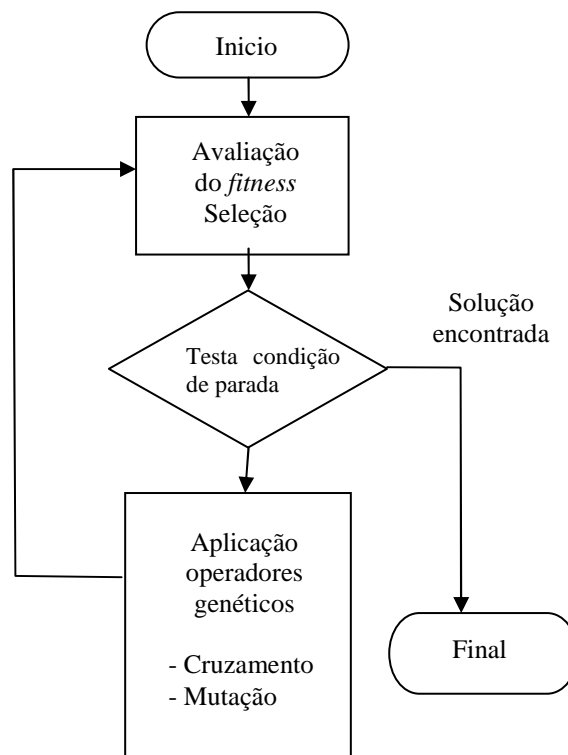 Inicio
Avaliação
do fitness
Seleção
Solução
encontrada
Testa condição
de parada
Aplicação
operadores
genéticos
- Cruzamento
- Mutação
Final